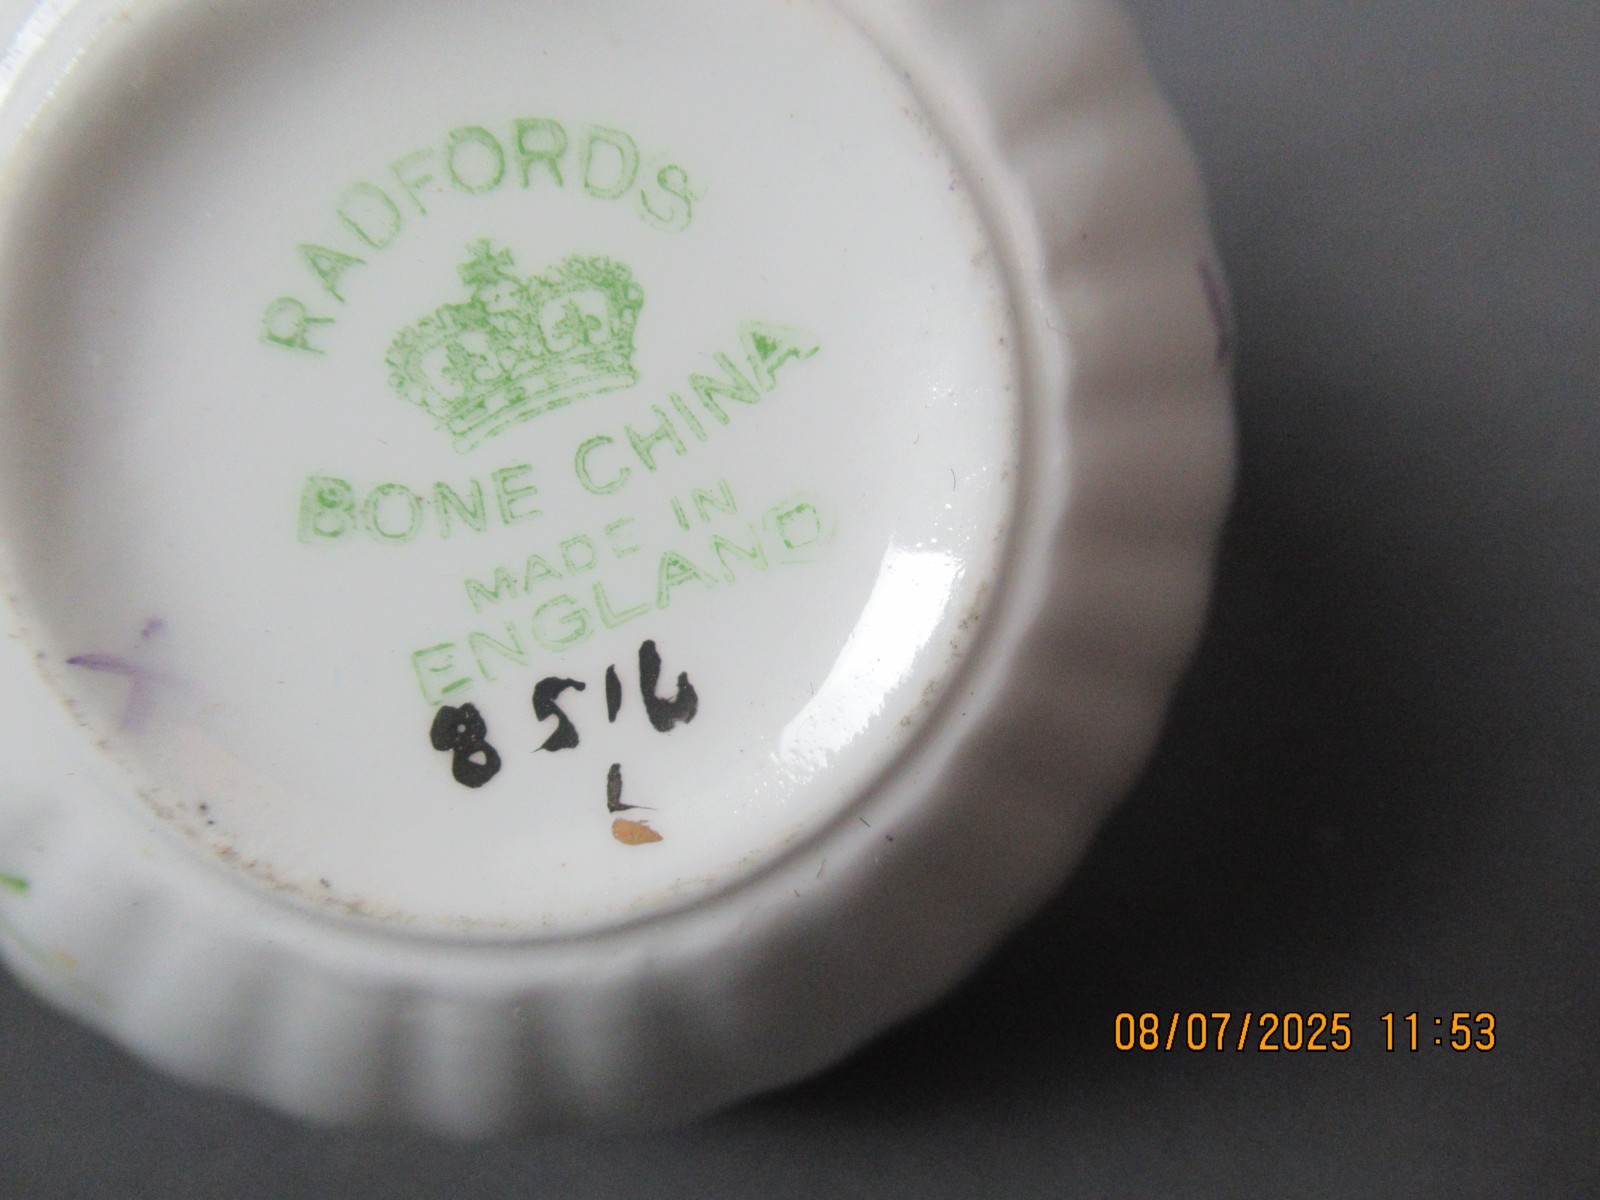 RADFORDS
BONE CHINA
MADE IN
ENGLAND
8516
L
08/07/2025 11:53